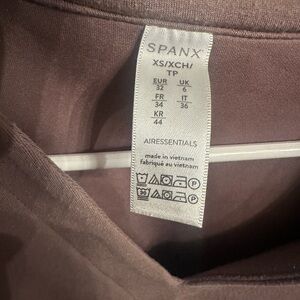 SPANX®
XS/XCH/
TP
EUR UK
32 6
FR IT
34 36
KR
44
AIRESSENTIALS
made in vietnam
fabriqué au vietnam
P
P